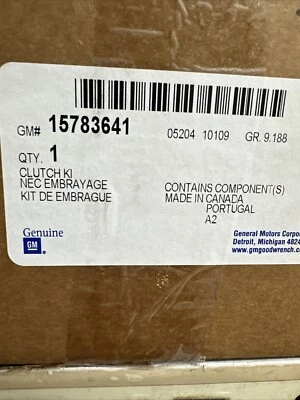 GM# 15783641 05204 10109 GR. 9.188
QTY. 1
CLUTCH KI
NEC EMBRAYAGE
KIT DE EMBRAGUE
CONTAINS COMPONENT(S)
MADE IN CANADA
PORTUGAL
A2
Genuine
GM
General Motors Corpor
Detroit, Michigan 4824
www.gmgoodwrench.c